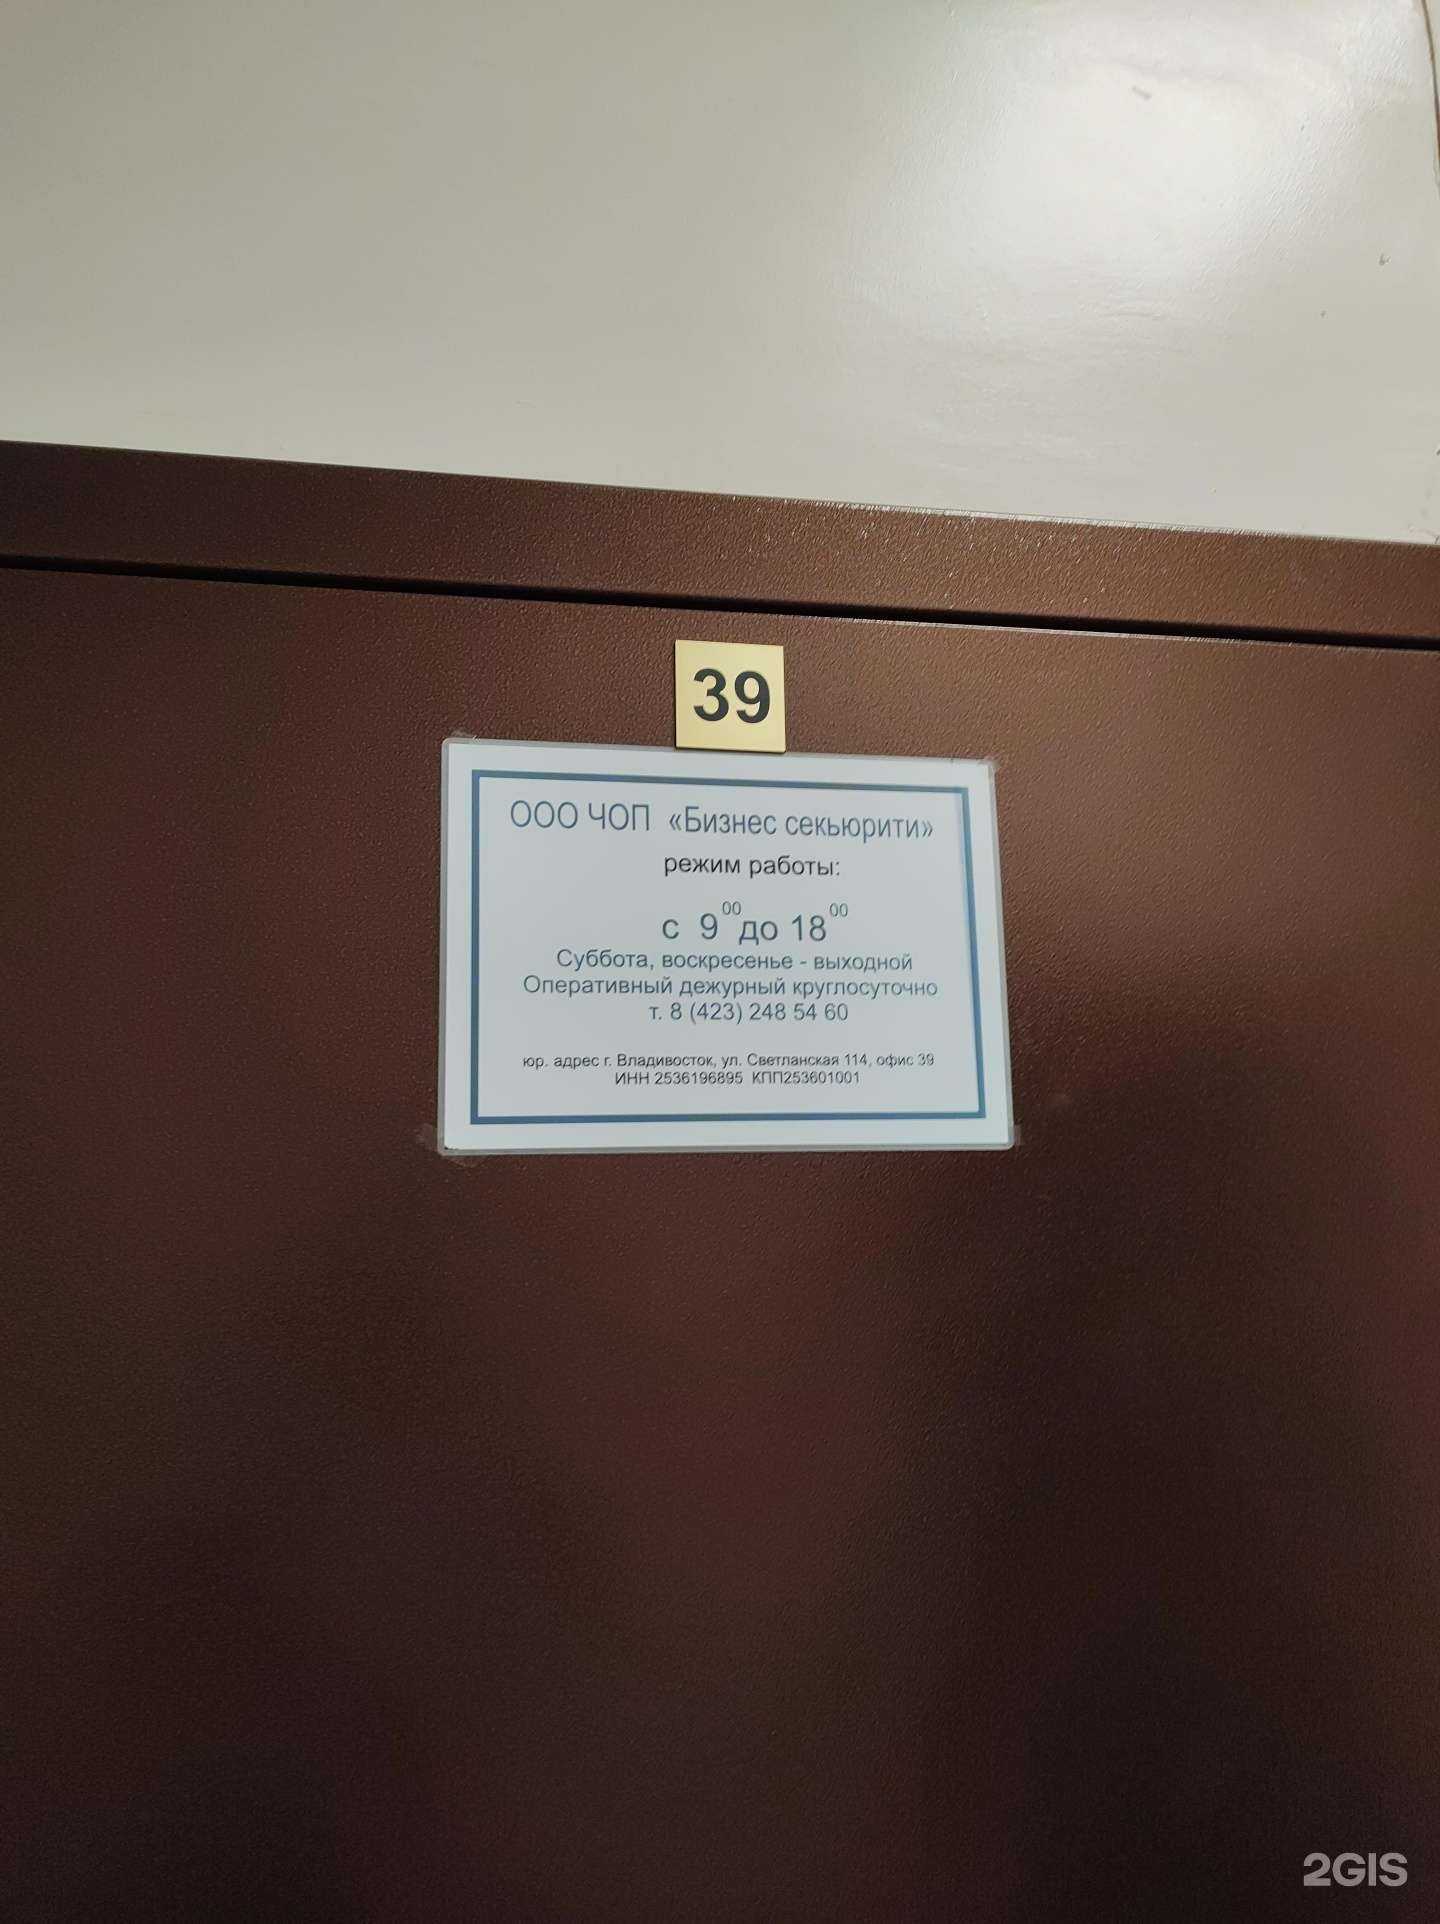 39
ООО ЧОП «Бизнес секьюрити»
режим работы:
с 9 00 до 18 00
Суббота, воскресенье - выходной
Оперативный дежурный круглосуточно
т. 8 (423) 248 54 60
юр. адрес г. Владивосток, ул. Светланская 114, офис 39
ИНН 2536196895 КПП253601001
2GIS